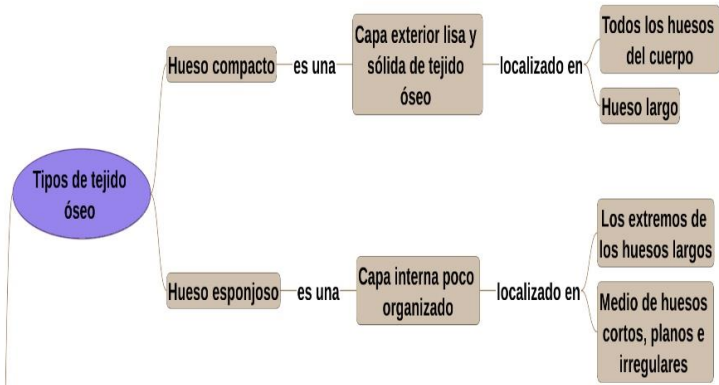 Tipos de tejido
óseo
Hueso compacto
es una
Capa exterior lisa y
sólida de tejido
óseo
localizado en
Todos los huesos
del cuerpo
Hueso largo
Hueso esponjoso
es una
Capa interna poco
organizado
localizado en
Los extremos de
los huesos largos
Medio de huesos
cortos, planos e
irregulares